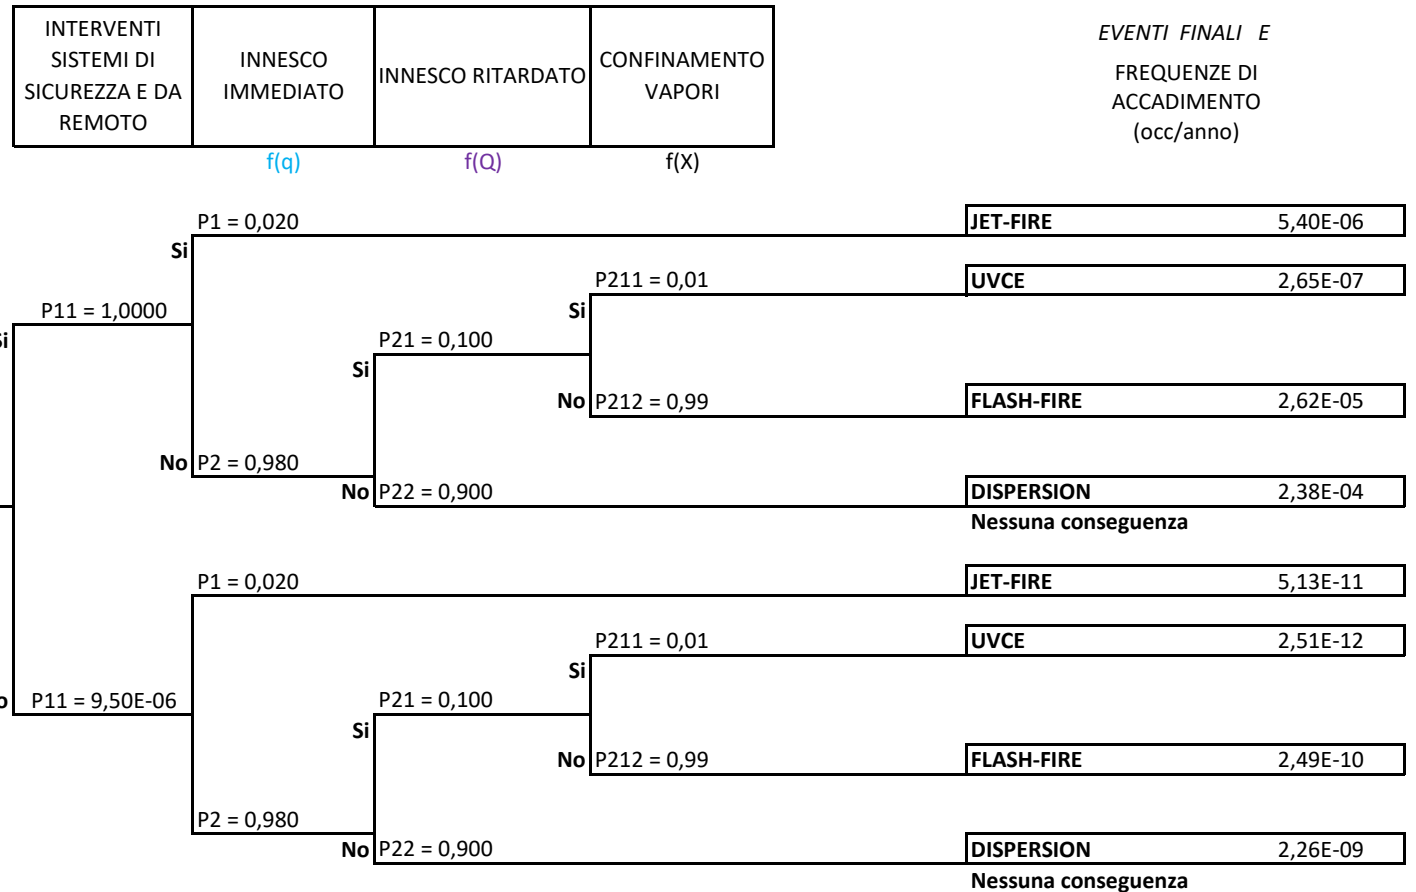 INTERVENTI
SISTEMI DI
SICUREZZA E DA
REMOTO
INNESCO
IMMEDIATO
INNESCO RITARDATO
CONFINAMENTO
VAPORI
EVENTI FINALI E
FREQUENZE DI
ACCADIMENTO
(occ/anno)
f(q)
f(Q)
f(X)
P1 = 0,020
JET-FIRE 5,40E-06
Si
P211 = 0,01
UVCE 2,65E-07
P11 = 1,0000
Si
Si
P21 = 0,100
Si
No P212 = 0,99
FLASH-FIRE 2,62E-05
No P2 = 0,980
No P22 = 0,900
DISPERSION 2,38E-04
Nessuna conseguenza
P1 = 0,020
JET-FIRE 5,13E-11
P211 = 0,01
UVCE 2,51E-12
Si
P11 = 9,50E-06
P21 = 0,100
Si
No P212 = 0,99
FLASH-FIRE 2,49E-10
P2 = 0,980
No P22 = 0,900
DISPERSION 2,26E-09
Nessuna conseguenza